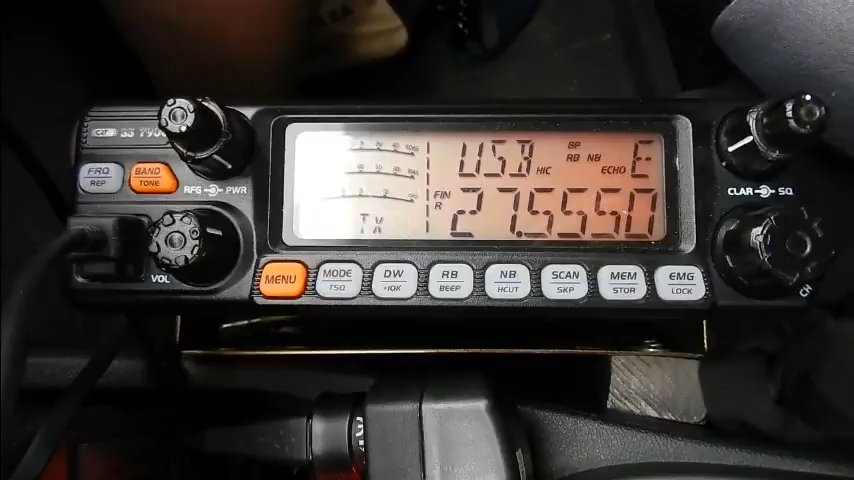 CRT SS 7900
FRQ
REP
BAND
TONE
RFG PWR
VOL
TX
USB HIC
BP
RB NB
ECHO E
FIN
R
27.5550
MENU
MODE
TSQ
DW
+10K
RB
BEEP
NB
HCUT
SCAN
SKP
MEM
STOR
EMG
LOCK
CLAR SQ
CH